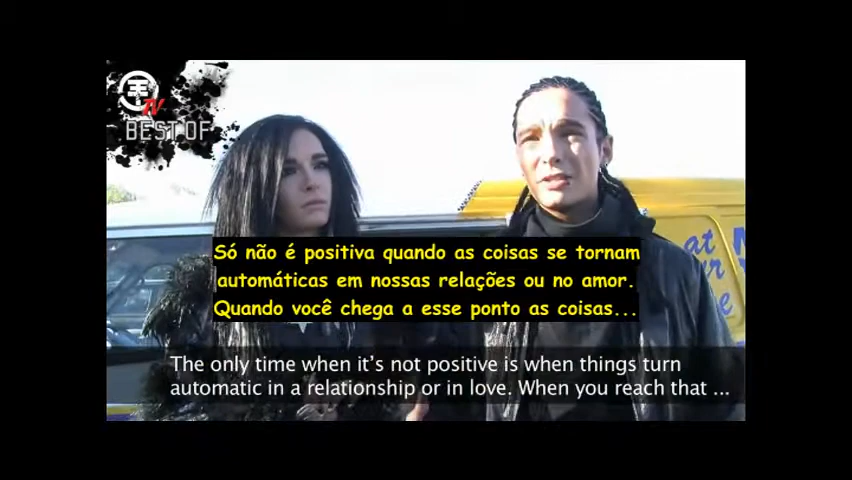 TV
BEST OF
at
Só não é positiva quando as coisas se tornam
automáticas em nossas relações ou no amor.
Quando você chega a esse ponto as coisas...
The only time when it's not positive is when things turn
automatic in a relationship or in love. When you reach that ...